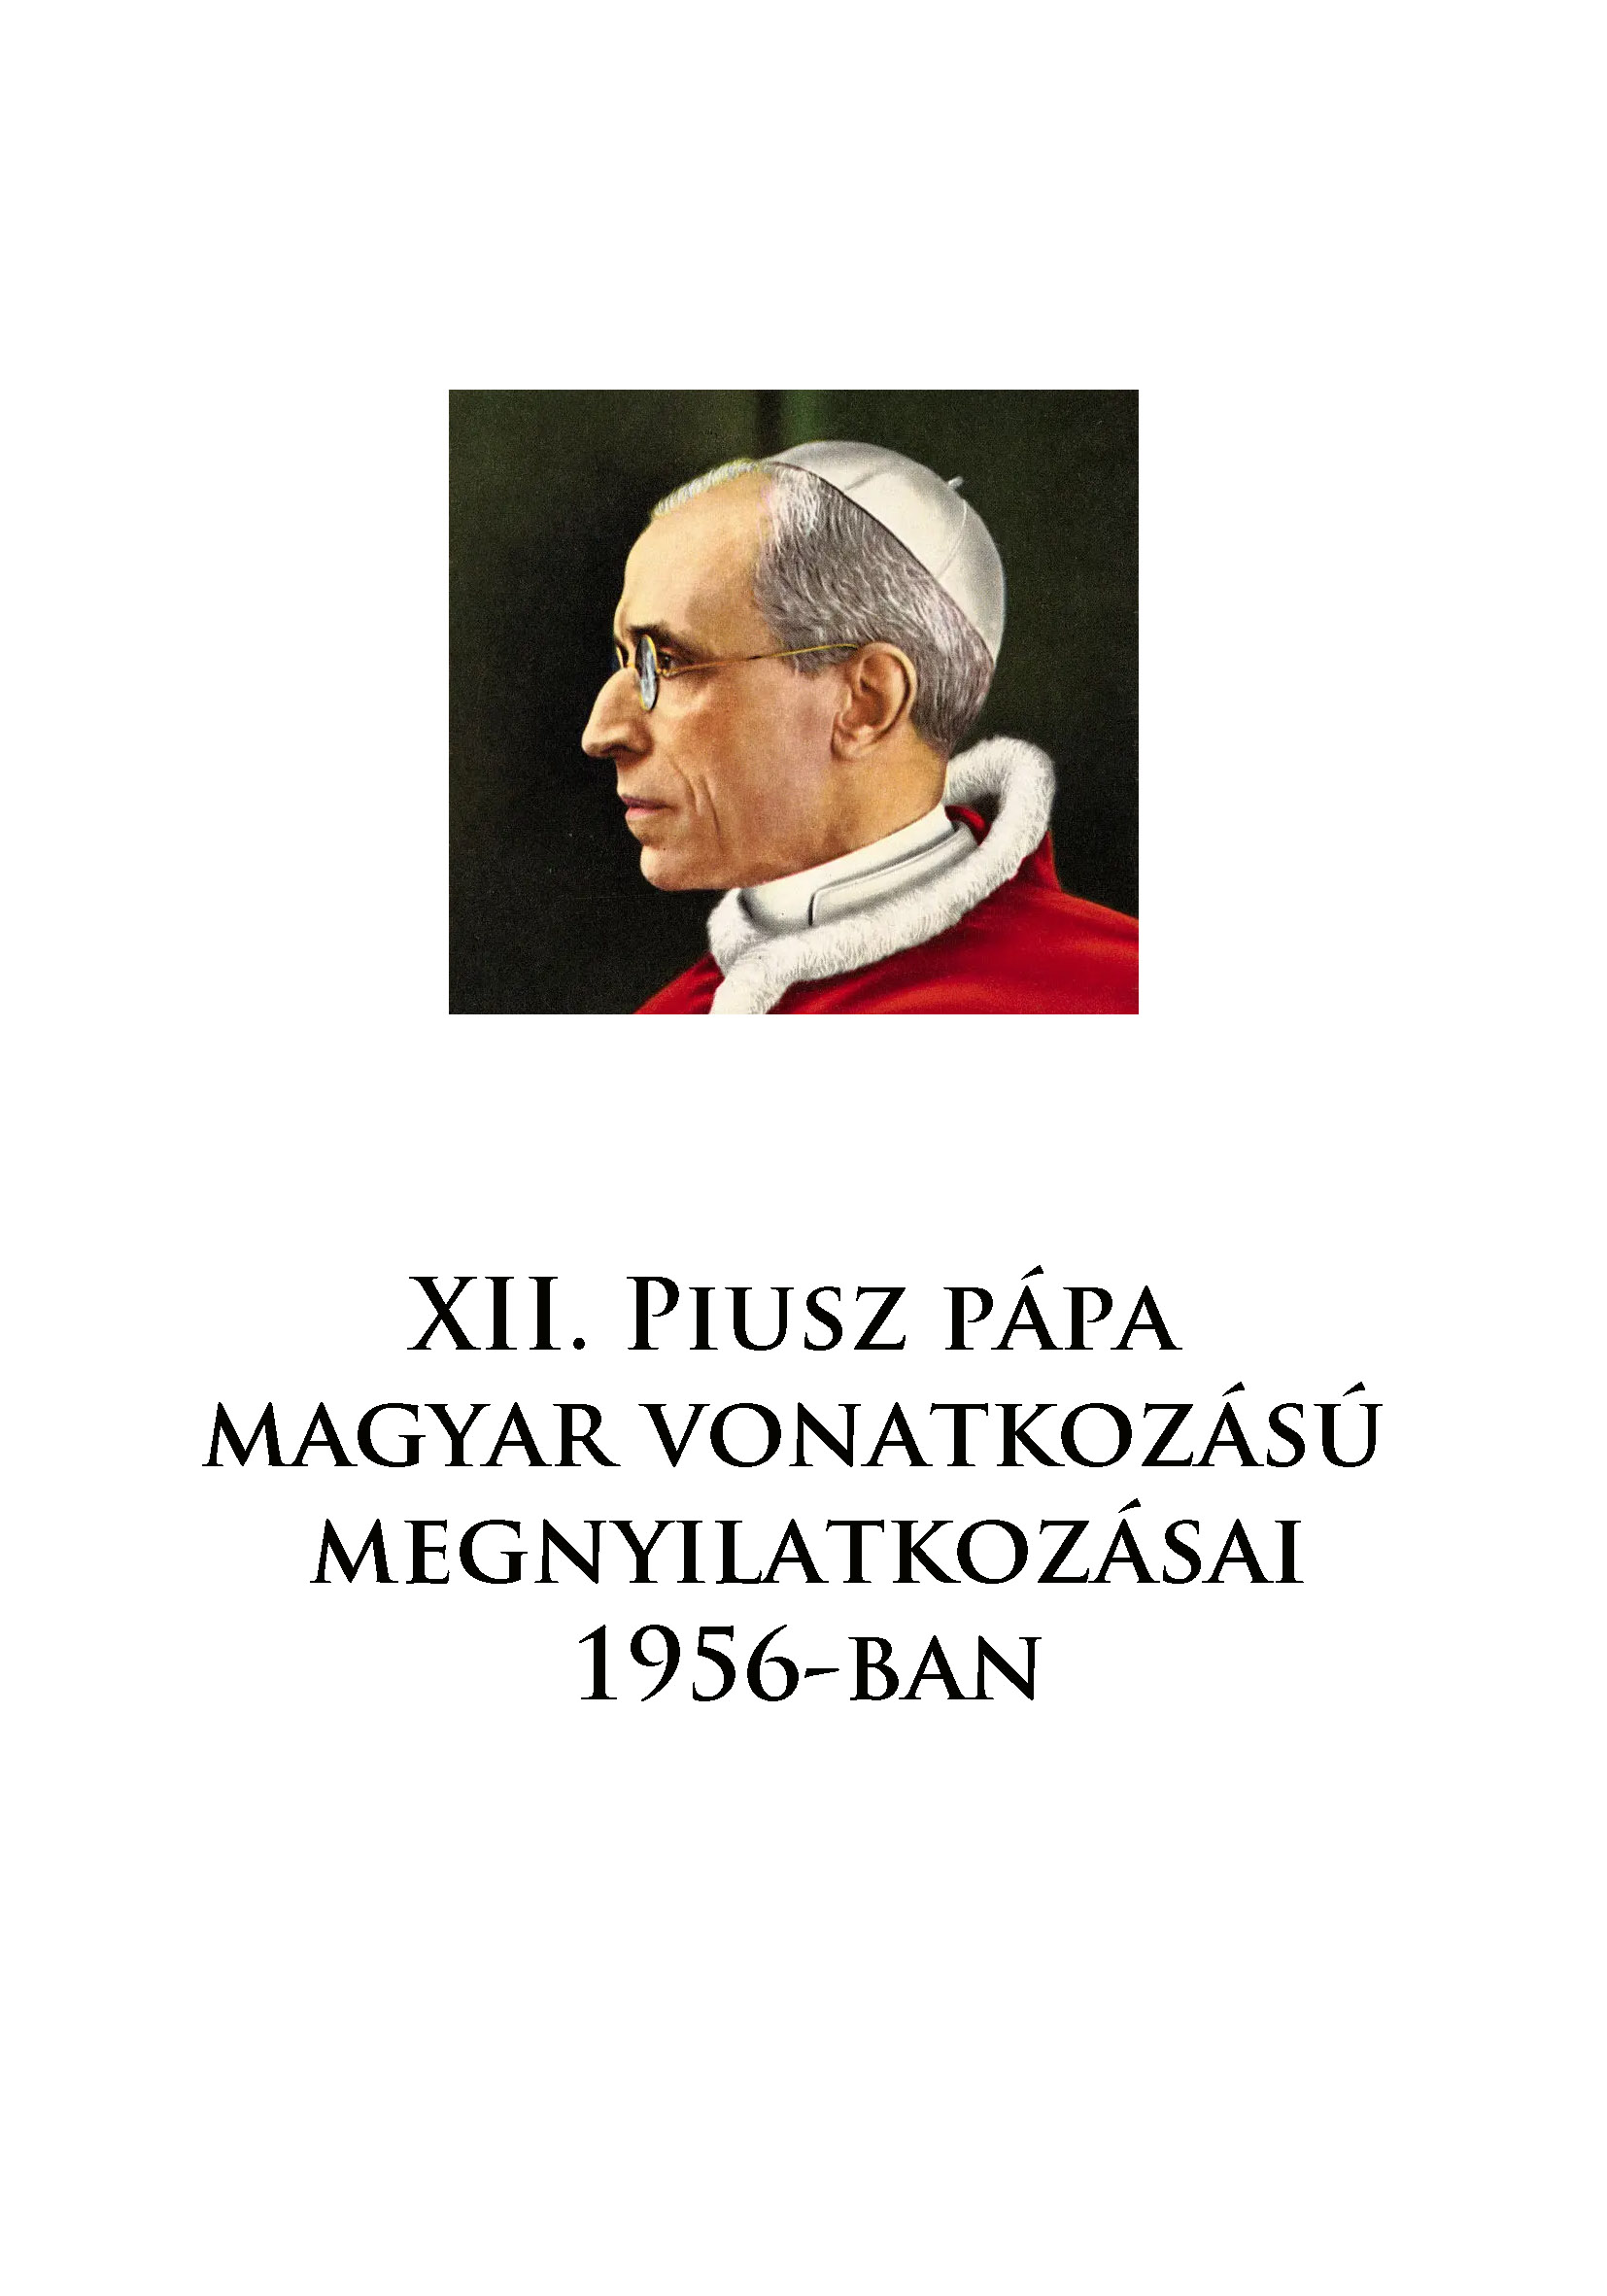 XII. Piusz pápa
magyar vonatkozású
megnyilatkozásai
1956-ban